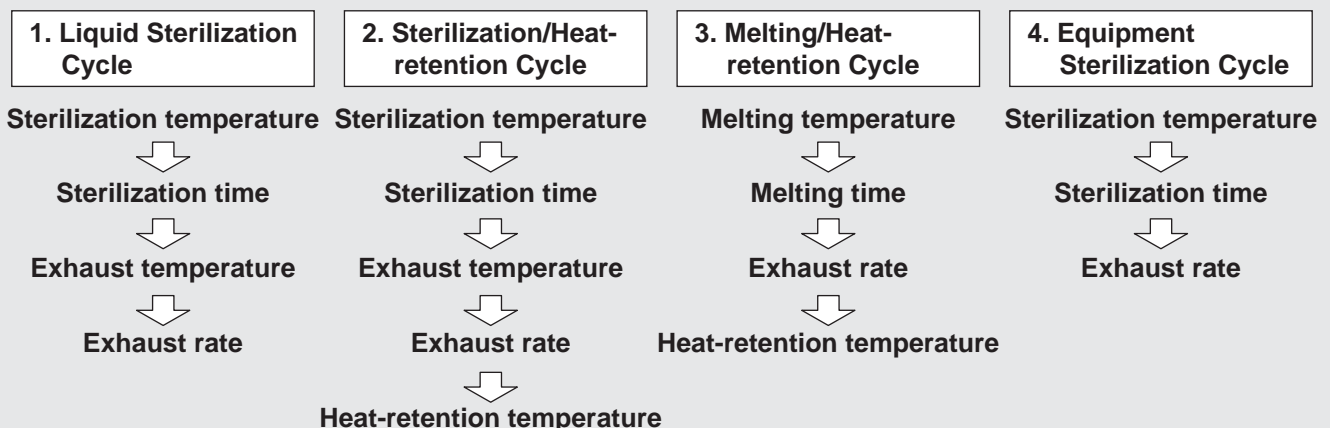 1. Liquid Sterilization
Cycle
Sterilization temperature
Sterilization time
Exhaust temperature
Exhaust rate
2. Sterilization/Heat-
retention Cycle
Sterilization temperature
Sterilization time
Exhaust temperature
Exhaust rate
Heat-retention temperature
3. Melting/Heat-
retention Cycle
Melting temperature
Melting time
Exhaust rate
Heat-retention temperature
4. Equipment
Sterilization Cycle
Sterilization temperature
Sterilization time
Exhaust rate